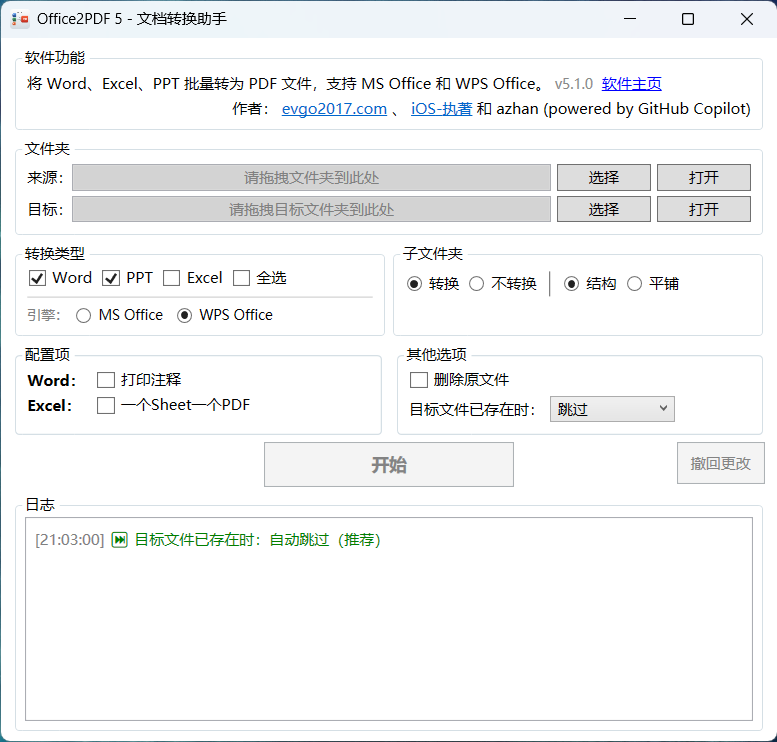 Office2PDF 5 - 文档转换助手
软件功能
将 Word、Excel、PPT 批量转为 PDF 文件，支持 MS Office 和 WPS Office。 v5.1.0 软件主页
作者： evgo2017.com 、 iOS-执著 和 azhan (powered by GitHub Copilot)
文件夹
来源： 请拖拽文件夹到此处 选择 打开
目标： 请拖拽目标文件夹到此处 选择 打开
转换类型
Word PPT Excel 全选
引擎： MS Office WPS Office
子文件夹
转换 不转换 结构 平铺
配置项
Word： 打印注释
Excel： 一个Sheet一个PDF
其他选项
删除原文件
目标文件已存在时： 跳过
开始 撤回更改
日志
[21:03:00] ⏭ 目标文件已存在时：自动跳过（推荐）